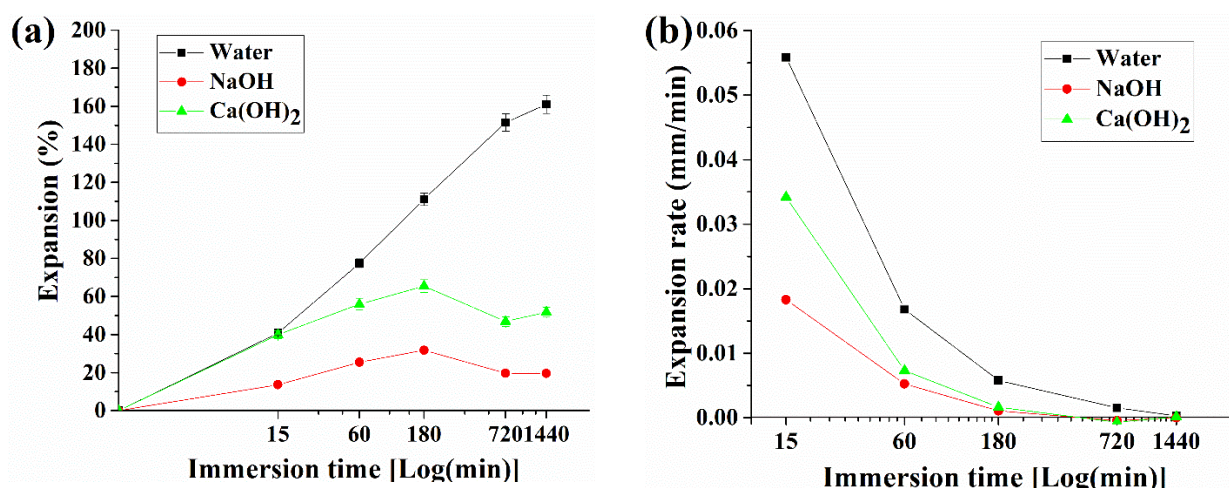 (a)
200
180
160
140
120
100
80
60
40
20
0
Expansion (%)
Water
NaOH
Ca(OH)2
15 60 180 720 1440
Immersion time [Log(min)]
(b)
0.06
0.05
0.04
0.03
0.02
0.01
0.00
Expansion rate (mm/min)
Water
NaOH
Ca(OH)2
15 60 180 720 1440
Immersion time [Log(min)]